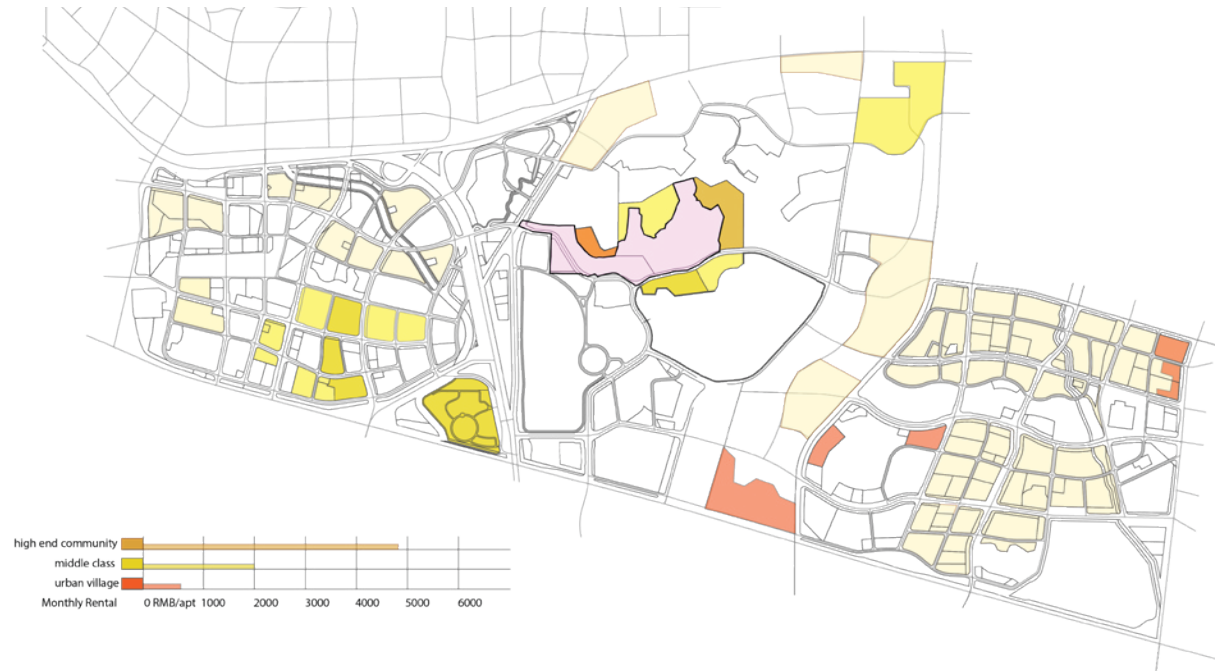 high end community
middle class
urban village
Monthly Rental 0 RMB/apt 1000 2000 3000 4000 5000 6000